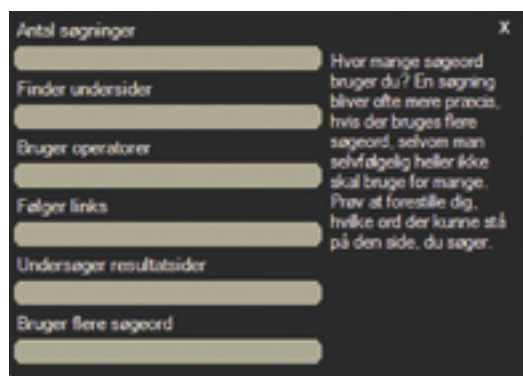 Antal søgninger
x
Finder undersider
Bruger operatorer
Følger links
Undersøger resultatsider
Bruger flere søgeord
Hvor mange søgeord
bruger du? En søgning
bliver ofte mere præcis,
hvis der bruges flere
søgeord, selvom man
selvfølgelig heller ikke
skal bruge for mange.
Prøv at forestille dig,
hvilke ord der kunne stå
på den side, du søger.